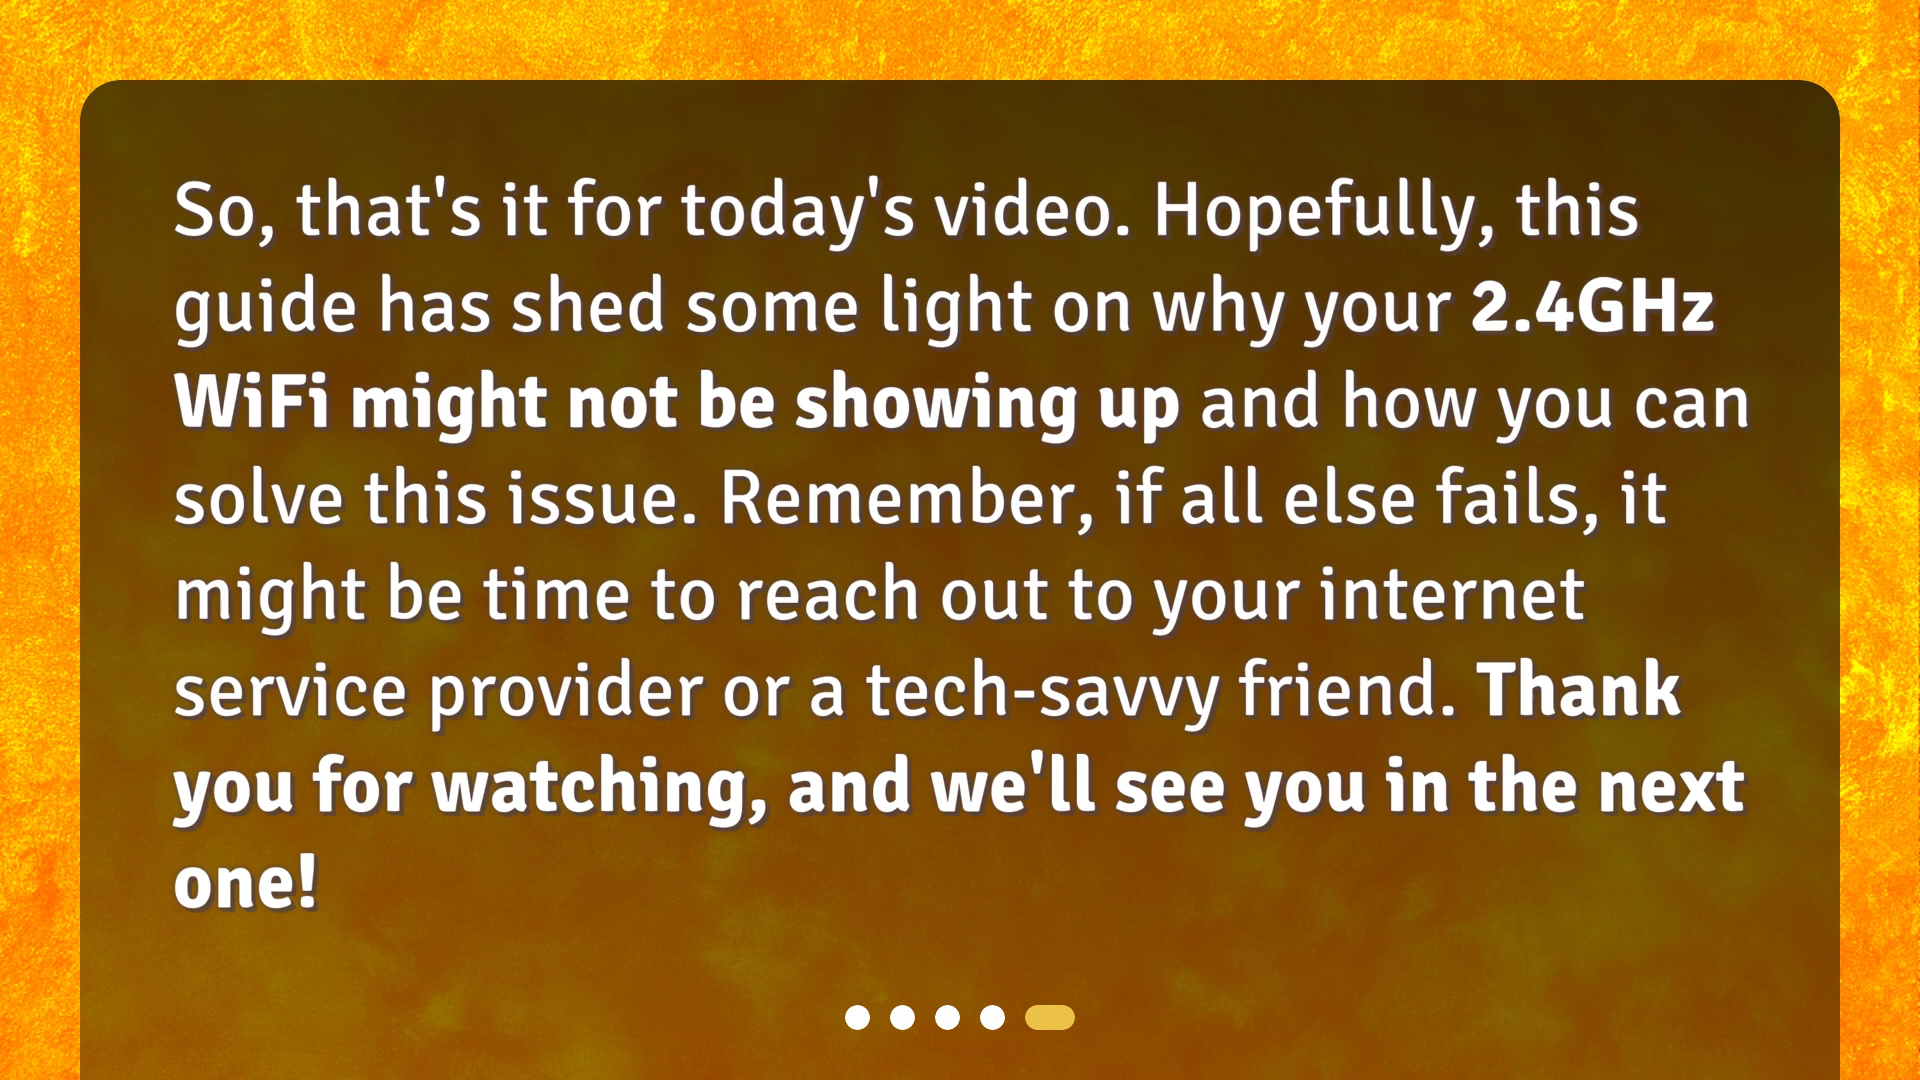 So, that's it for today's video. Hopefully, this
guide has shed some light on why your 2.4GHz
WiFi might not be showing up and how you can
solve this issue. Remember, if all else fails, it
might be time to reach out to your internet
service provider or a tech-savvy friend. Thank
you for watching, and we'll see you in the next
one!